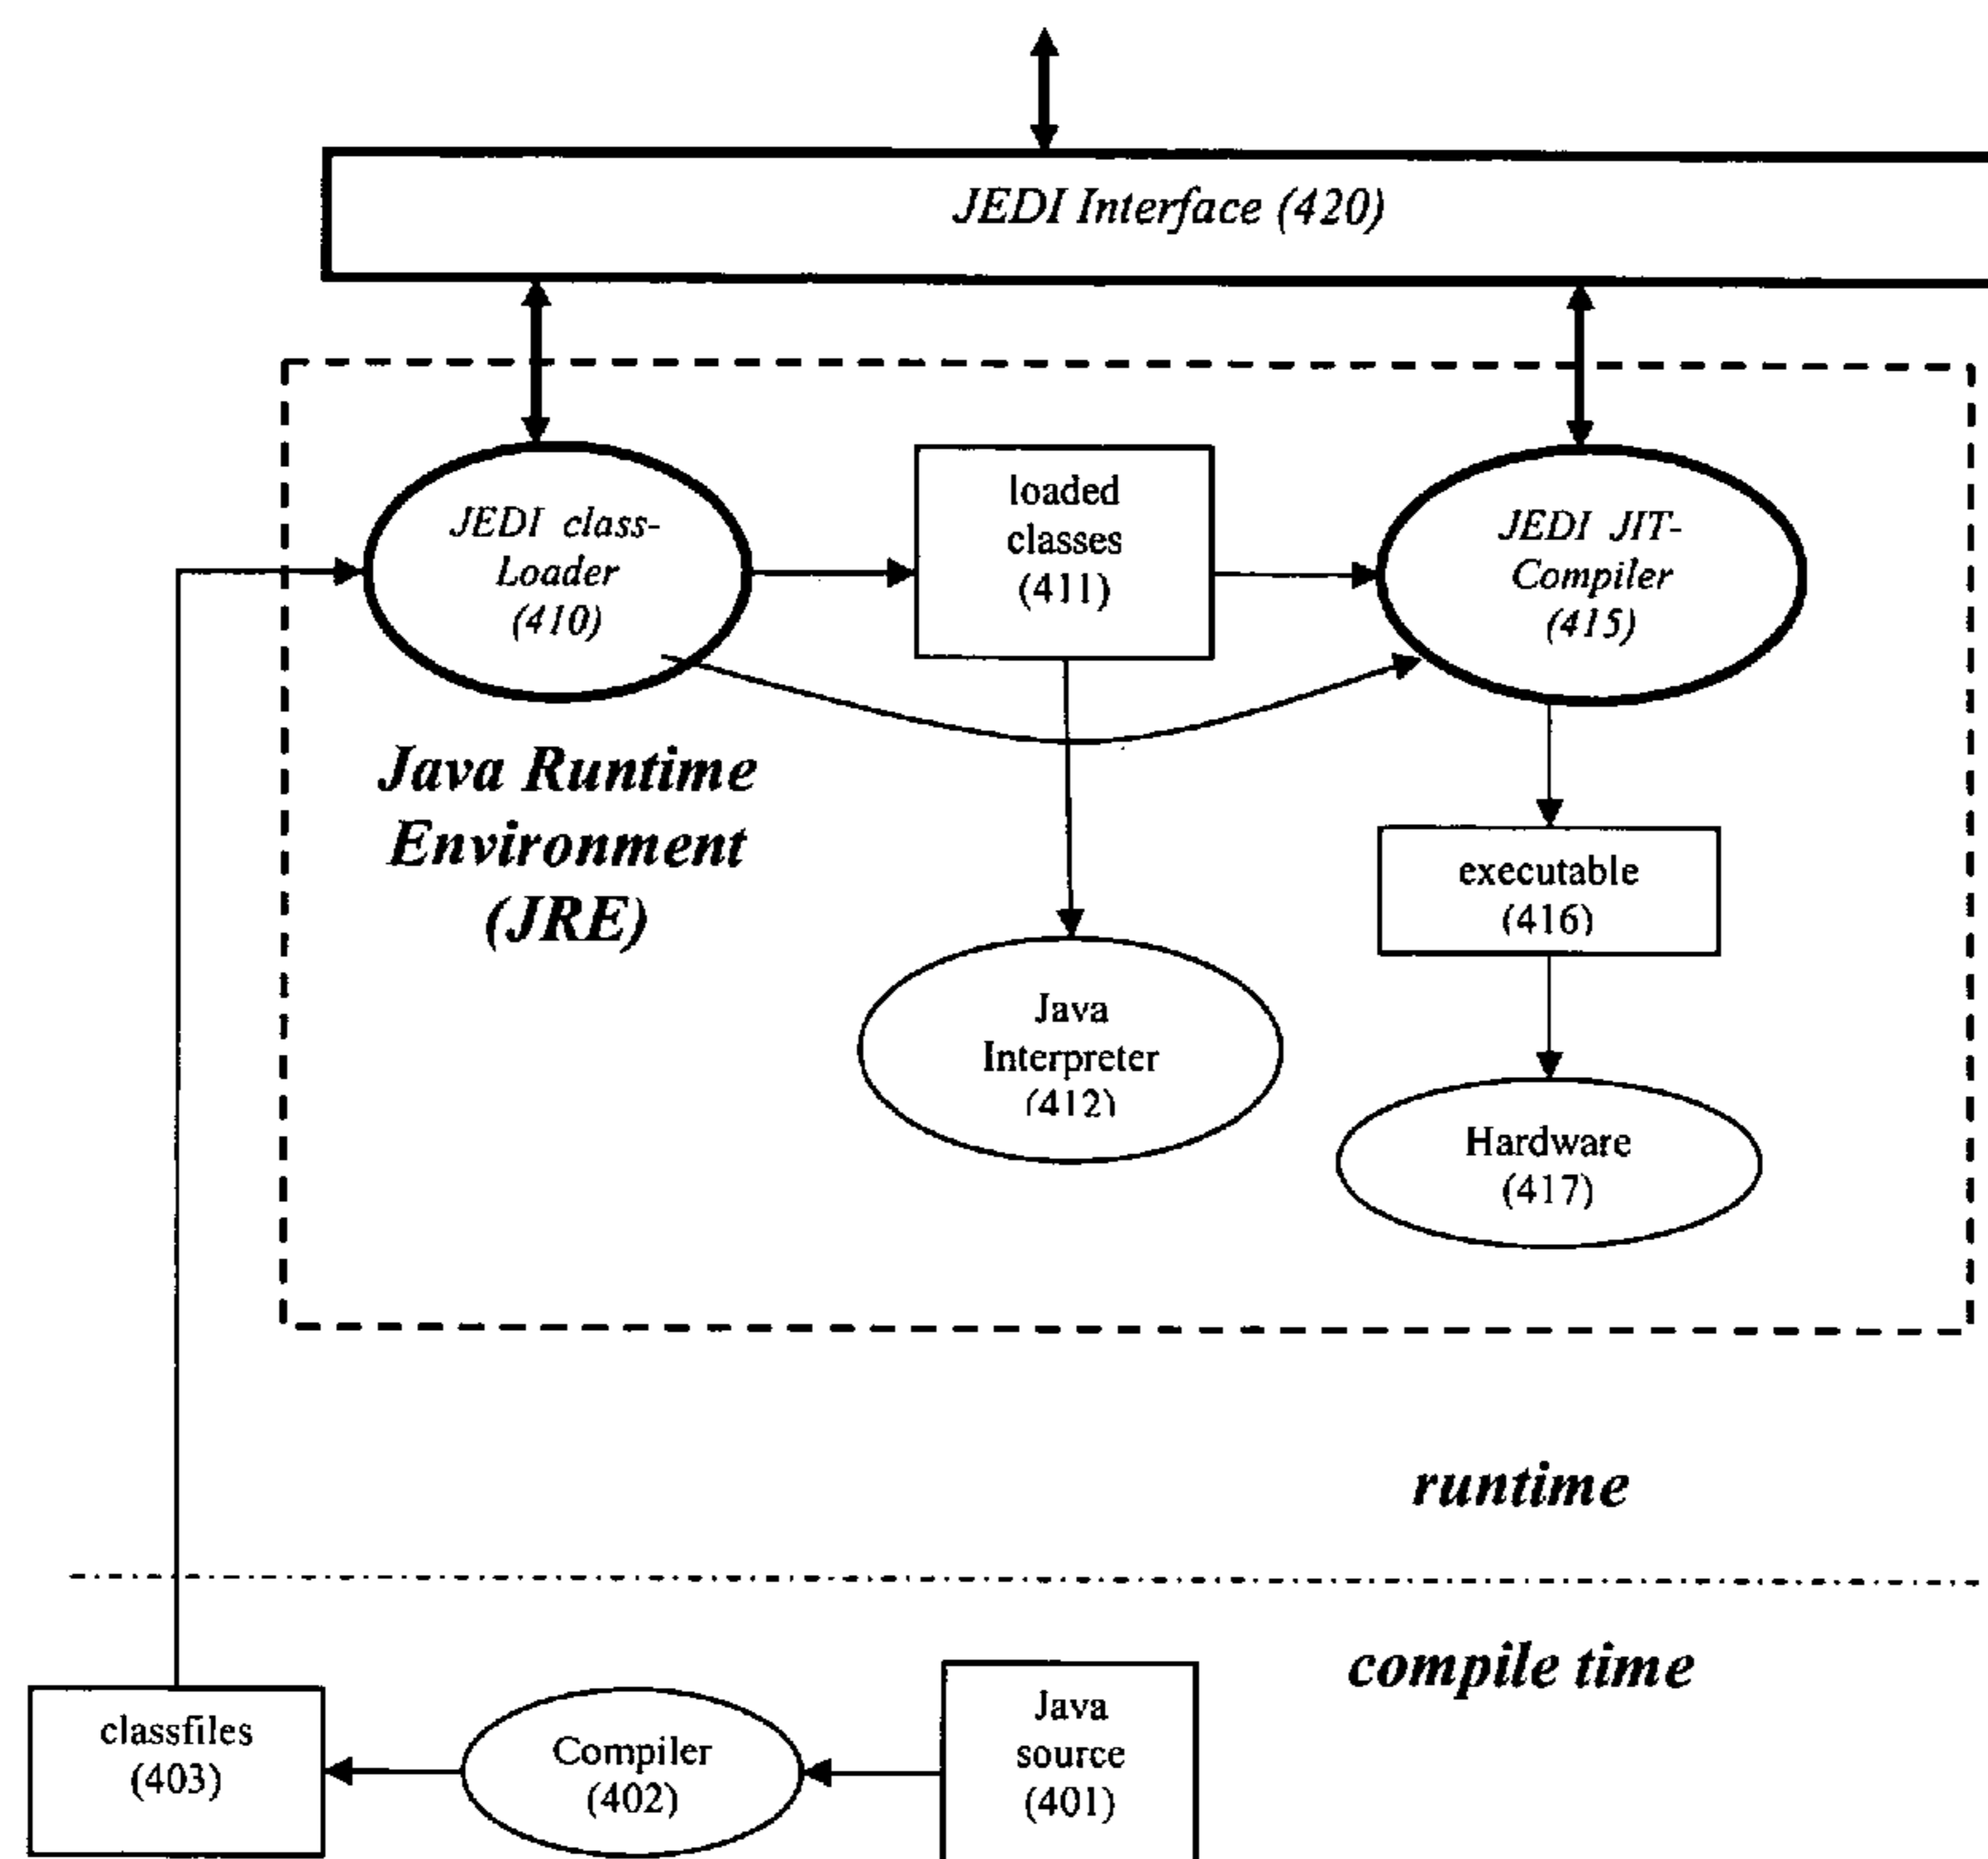 JEDI Interface (420)
JEDI class-
Loader
(410)
loaded
classes
(411)
JEDI JIT-
Compiler
(415)
Java Runtime
Environment
(JRE)
executable
(416)
Java
Interpreter
(412)
Hardware
(417)
runtime
compile time
classfiles
(403)
Compiler
(402)
Java
source
(401)